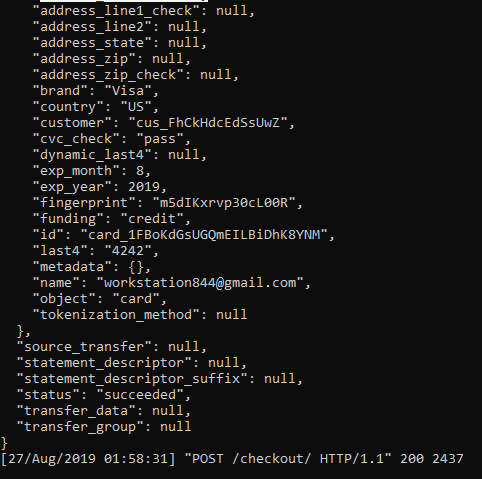 "address_line1_check": null,
"address_line2": null,
"address_state": null,
"address_zip": null,
"address_zip_check": null,
"brand": "Visa",
"country": "US",
"customer": "cus_FhCkHdcEdSsUwZ",
"cvc_check": "pass",
"dynamic_last4": null,
"exp_month": 8,
"exp_year": 2019,
"fingerprint": "m5dIKxrvp30cL00R",
"funding": "credit",
"id": "card_1FBoKdGsUGQmEILBiDhK8YNM",
"last4": "4242",
"metadata": {},
"name": "workstation844@gmail.com",
"object": "card",
"tokenization_method": null
},
"source_transfer": null,
"statement_descriptor": null,
"statement_descriptor_suffix": null,
"status": "succeeded",
"transfer_data": null,
"transfer_group": null
}
[27/Aug/2019 01:58:31] "POST /checkout/ HTTP/1.1" 200 2437